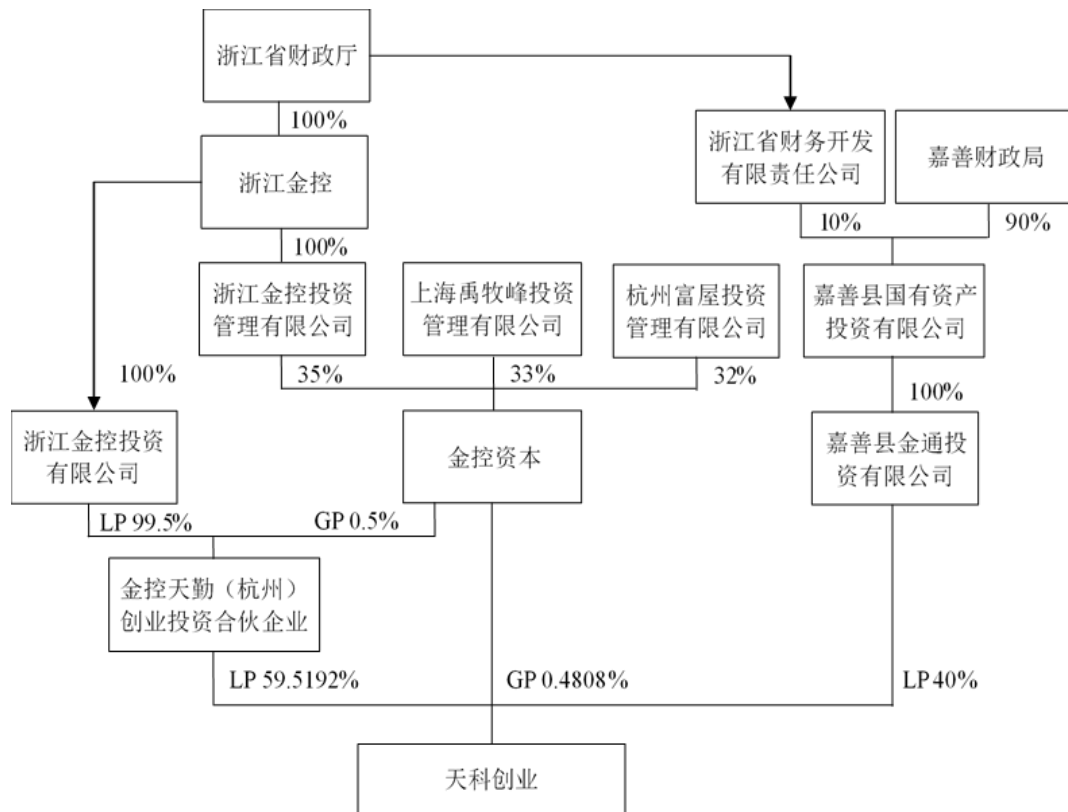 浙江省财政厅
100%
浙江省财务开发
有限责任公司
嘉善财政局
浙江金控
10%
90%
100%
浙江金控投资
管理有限公司
上海禹牧峰投资
管理有限公司
杭州富屋投资
管理有限公司
嘉善县国有资产
投资有限公司
100%
35%
33%
32%
100%
浙江金控投资
有限公司
金控资本
嘉善县金通投
资有限公司
LP 99.5%
GP 0.5%
金控天勤（杭州）
创业投资合伙企业
LP 59.5192%
GP 0.4808%
LP 40%
天科创业